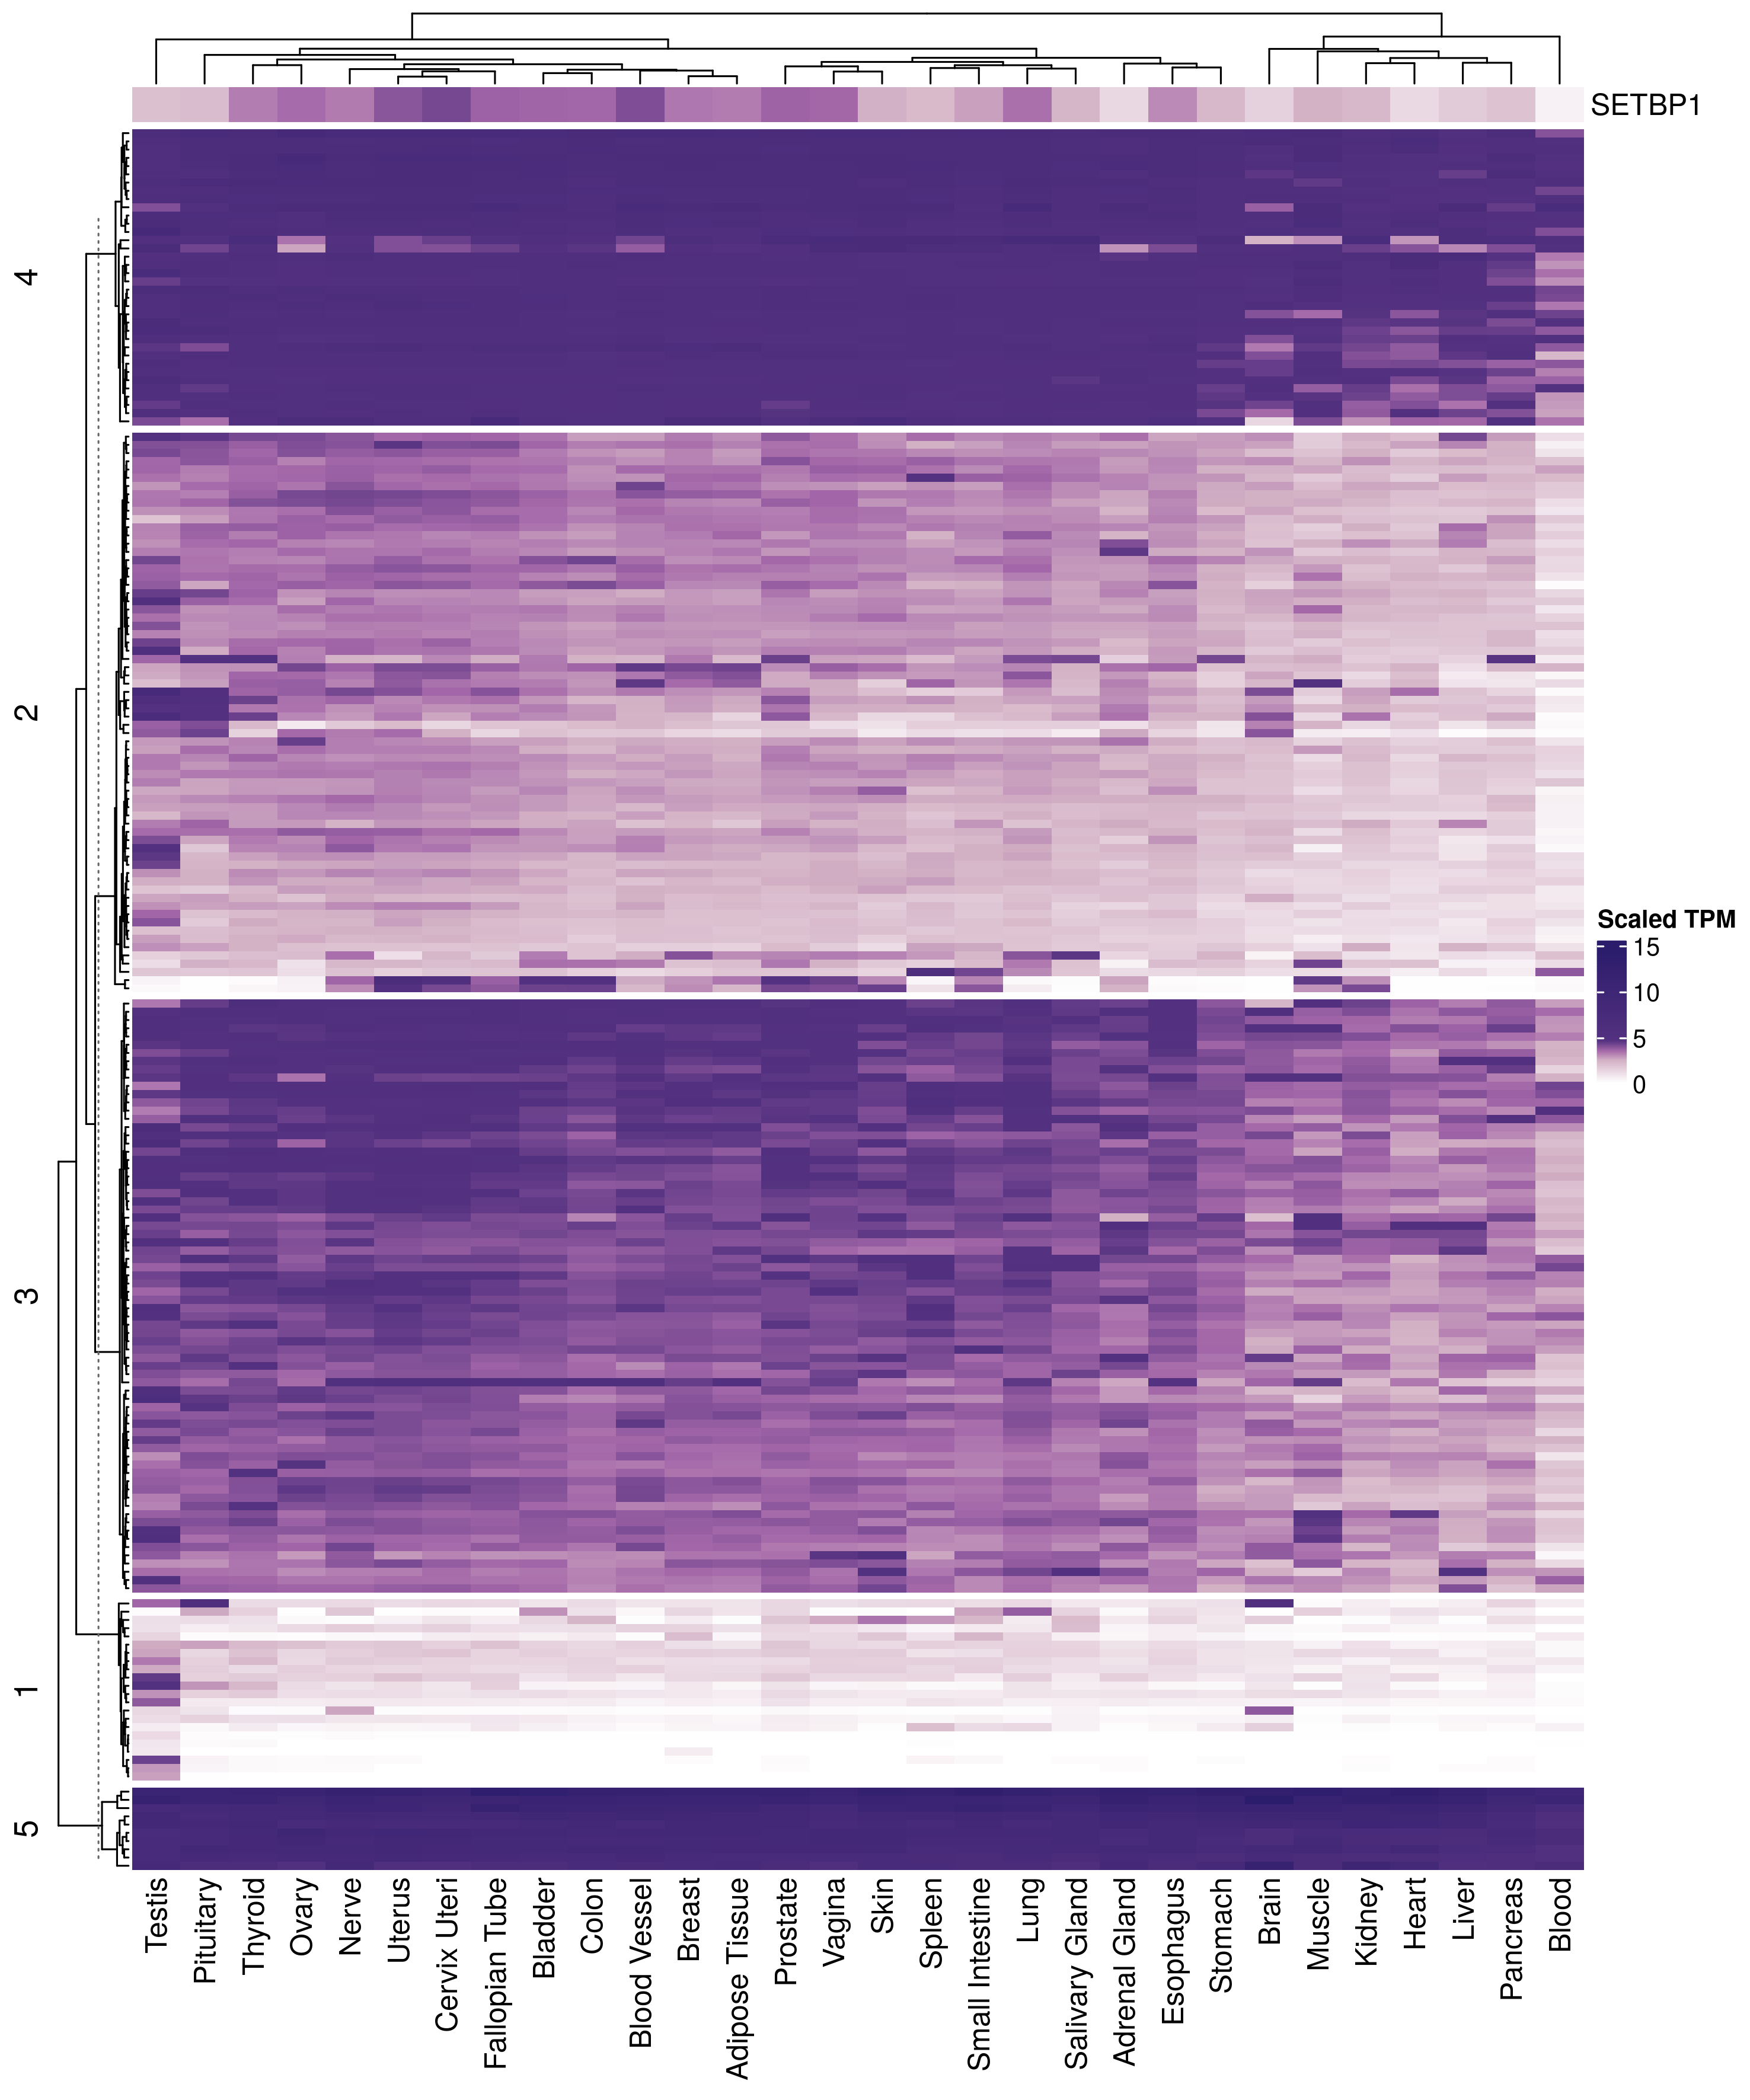 SETBP1
4
2
3
1
5
Scaled TPM
15
10
5
0
Testis
Pituitary
Thyroid
Ovary
Nerve
Uterus
Cervix Uteri
Fallopian Tube
Bladder
Colon
Blood Vessel
Breast
Adipose Tissue
Prostate
Vagina
Skin
Spleen
Small Intestine
Lung
Salivary Gland
Adrenal Gland
Esophagus
Stomach
Brain
Muscle
Kidney
Heart
Liver
Pancreas
Blood